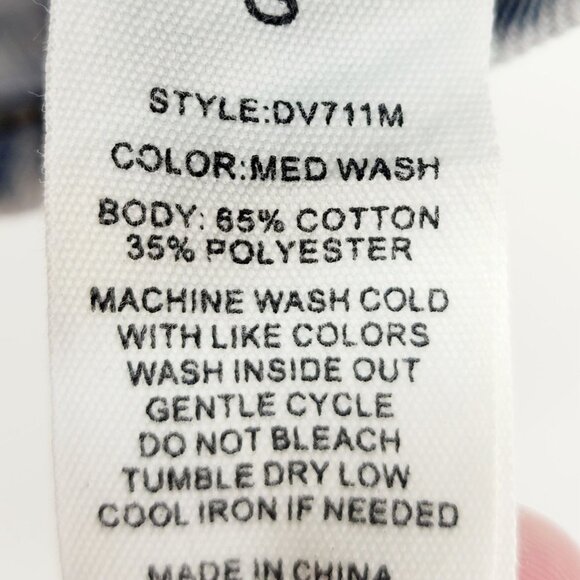 STYLE:DV711M
COLOR:MED WASH
BODY: 65% COTTON
35% POLYESTER
MACHINE WASH COLD
WITH LIKE COLORS
WASH INSIDE OUT
GENTLE CYCLE
DO NOT BLEACH
TUMBLE DRY LOW
COOL IRON IF NEEDED
MADE IN CHINA